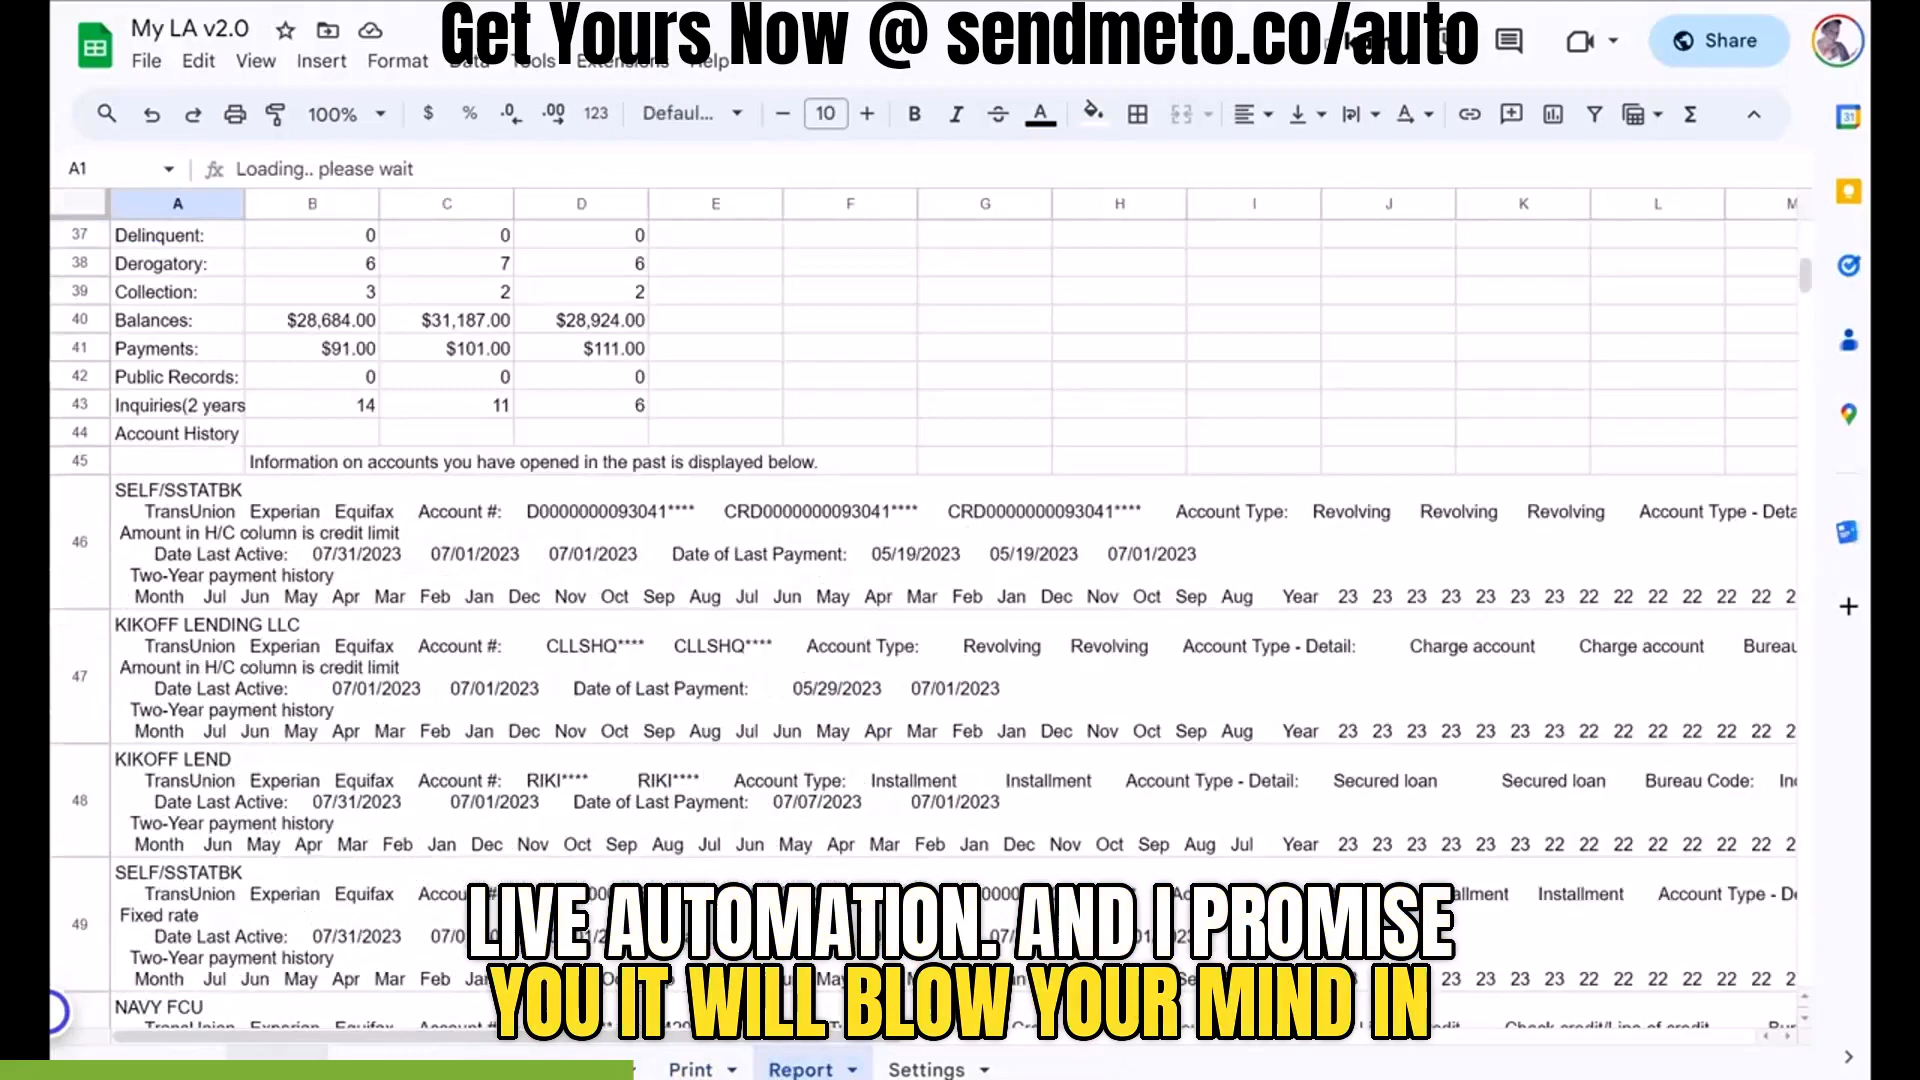 Get Yours Now @ sendmeto.co/auto
My LA v2.0
Share
File Edit View Insert Format Data Tools Extensions Help
100% $ % .0 .00 123 Defaul... 10 B I A
A1 fx Loading.. please wait
A B C D E F G H I J K L M
37 Delinquent: 0 0 0
38 Derogatory: 6 7 6
39 Collection: 3 2 2
40 Balances: $28,684.00 $31,187.00 $28,924.00
41 Payments: $91.00 $101.00 $111.00
42 Public Records: 0 0 0
43 Inquiries(2 years 14 11 6
44 Account History
45 Information on accounts you have opened in the past is displayed below.
SELF/SSTATBK
TransUnion Experian Equifax Account #: D0000000093041**** CRD0000000093041**** CRD0000000093041**** Account Type: Revolving Revolving Revolving Account Type - Deta
Amount in H/C column is credit limit
46 Date Last Active: 07/31/2023 07/01/2023 07/01/2023 Date of Last Payment: 05/19/2023 05/19/2023 07/01/2023
Two-Year payment history
Month Jul Jun May Apr Mar Feb Jan Dec Nov Oct Sep Aug Jul Jun May Apr Mar Feb Jan Dec Nov Oct Sep Aug Year 23 23 23 23 23 23 22 22 22 22 2
KIKOFF LENDING LLC
TransUnion Experian Equifax Account #: CLLSHQ**** CLLSHQ**** Account Type: Revolving Revolving Account Type - Detail: Charge account Charge account Bureau
Amount in H/C column is credit limit
47 Date Last Active: 07/01/2023 07/01/2023 Date of Last Payment: 05/29/2023 07/01/2023
Two-Year payment history
Month Jul Jun May Apr Mar Feb Jan Dec Nov Oct Sep Aug Jul Jun May Apr Mar Feb Jan Dec Nov Oct Sep Aug Year 23 23 23 23 23 23 22 22 22 22 2
KIKOFF LEND
TransUnion Experian Equifax Account #: RIKI**** RIKI**** Account Type: Installment Installment Account Type - Detail: Secured loan Secured loan Bureau Code: In
48 Date Last Active: 07/31/2023 07/01/2023 Date of Last Payment: 07/07/2023 07/01/2023
Two-Year payment history
Month Jun May Apr Mar Feb Jan Dec Nov Oct Sep Aug Jul Jun May Apr Mar Feb Jan Dec Nov Oct Sep Aug Jul Year 23 23 23 23 23 22 22 22 22 22 2
SELF/SSTATBK
TransUnion Experian Equifax Installment Account Type - De
Fixed rate
49 Date Last Active: 07/31/2023
Two-Year payment history
Month Jul Jun May Apr Mar Feb 23 23 23 23 23 23 22 22 22 22 2
NAVY FCU
LIVE AUTOMATION. AND I PROMISE
YOU IT WILL BLOW YOUR MIND IN
Print Report Settings